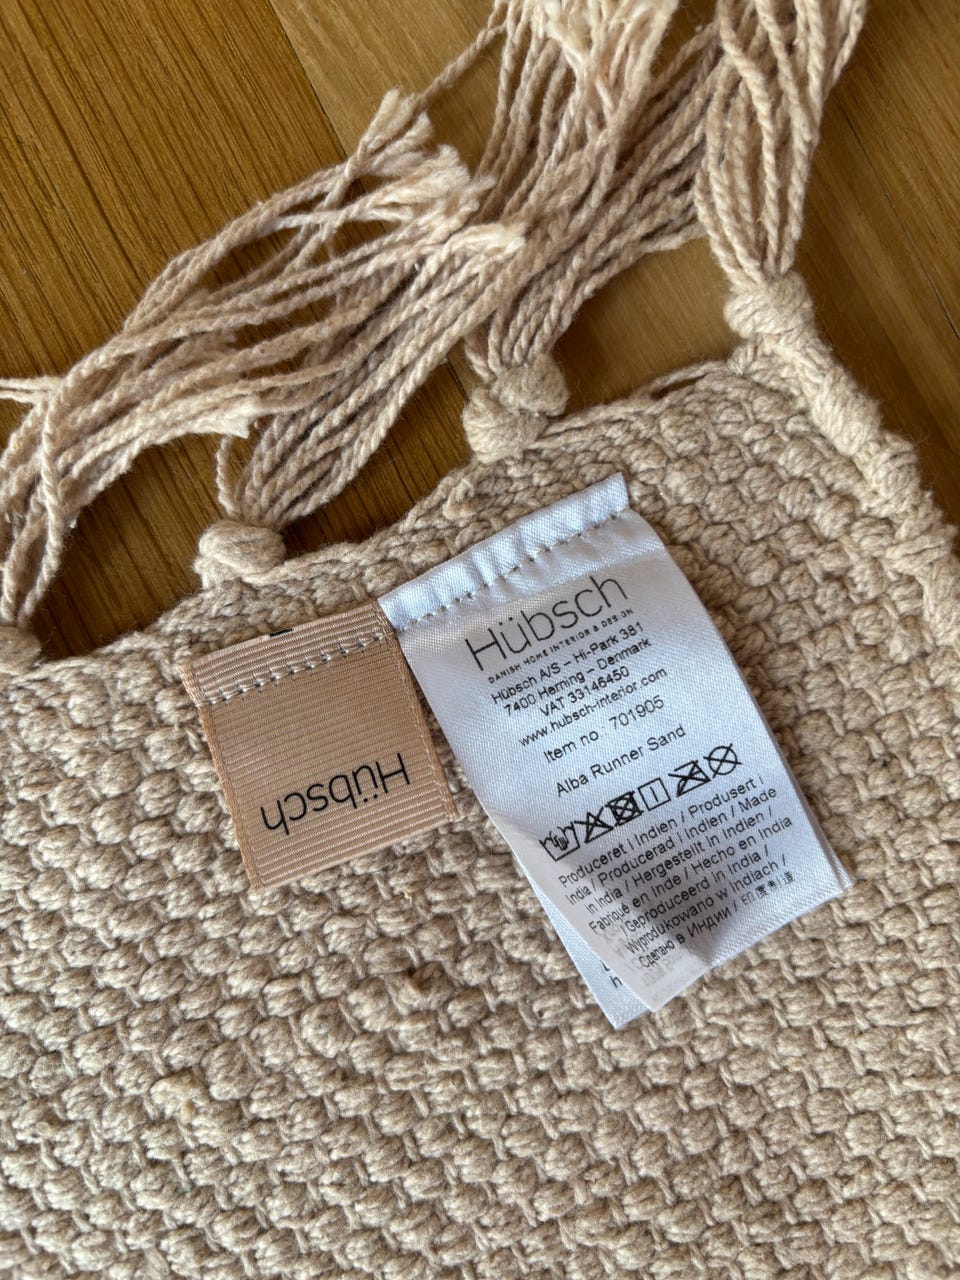 Hübsch
Hübsch
DANISH HOME INTERIOR & DESIGN
Hübsch A/S – Hi-Park 381
7400 Herning – Denmark
VAT 33146450
www.hubsch-interior.com
Item no. 701905
Alba Runner Sand
Produceret i Indien / Produsert i
India / Producerad i Indien / Made
in India / Hergestellt in Indien /
Fabriqué en Inde / Hecho en India
/ Geproduceerd in India /
Wyprodukowano w Indiach /
Сделано в Индии /